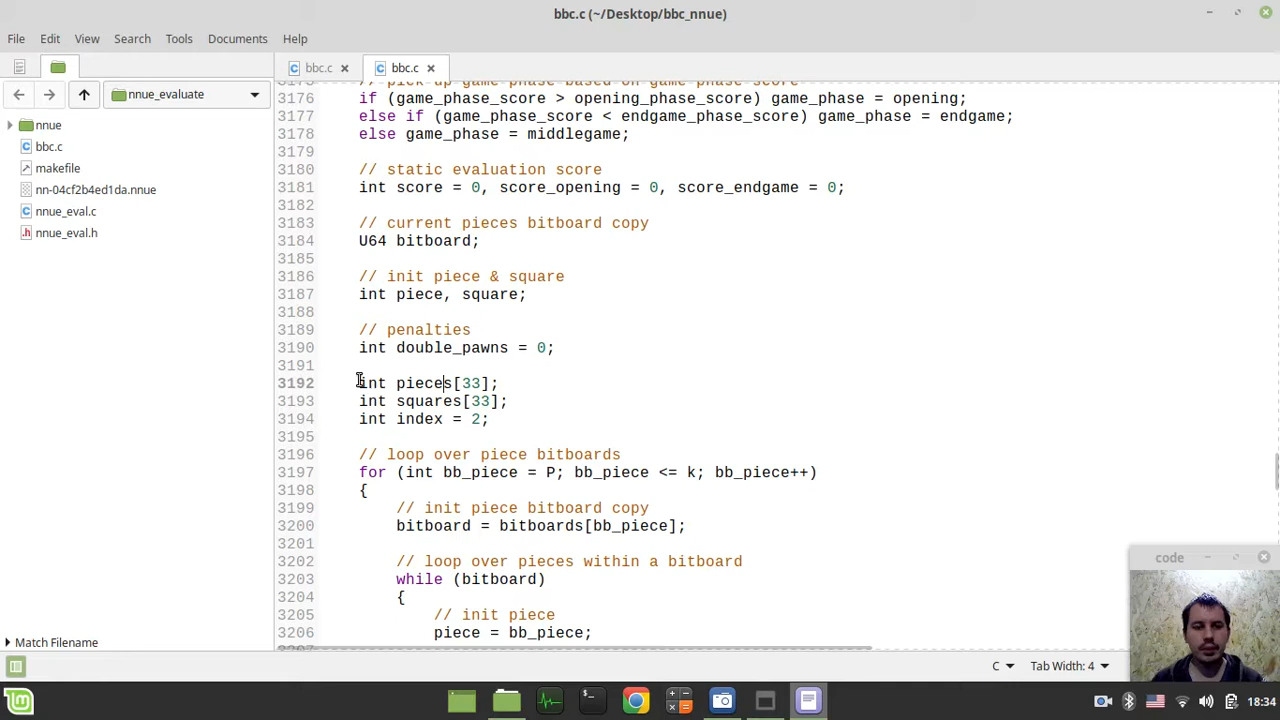 bbc.c (~/Desktop/bbc_nnue)
File Edit View Search Tools Documents Help
bbc.c
bbc.c
nnue_evaluate
nnue
bbc.c
makefile
nn-04cf2b4ed1da.nnue
nnue_eval.c
nnue_eval.h
Match Filename
3175 // pick up game phase based on game phase score
3176 if (game_phase_score > opening_phase_score) game_phase = opening;
3177 else if (game_phase_score < endgame_phase_score) game_phase = endgame;
3178 else game_phase = middlegame;
3179
3180 // static evaluation score
3181 int score = 0, score_opening = 0, score_endgame = 0;
3182
3183 // current pieces bitboard copy
3184 U64 bitboard;
3185
3186 // init piece & square
3187 int piece, square;
3188
3189 // penalties
3190 int double_pawns = 0;
3191
3192 int pieces[33];
3193 int squares[33];
3194 int index = 2;
3195
3196 // loop over piece bitboards
3197 for (int bb_piece = P; bb_piece <= k; bb_piece++)
3198 {
3199 // init piece bitboard copy
3200 bitboard = bitboards[bb_piece];
3201
3202 // loop over pieces within a bitboard
3203 while (bitboard)
3204 {
3205 // init piece
3206 piece = bb_piece;
code
C
Tab Width: 4
18:34